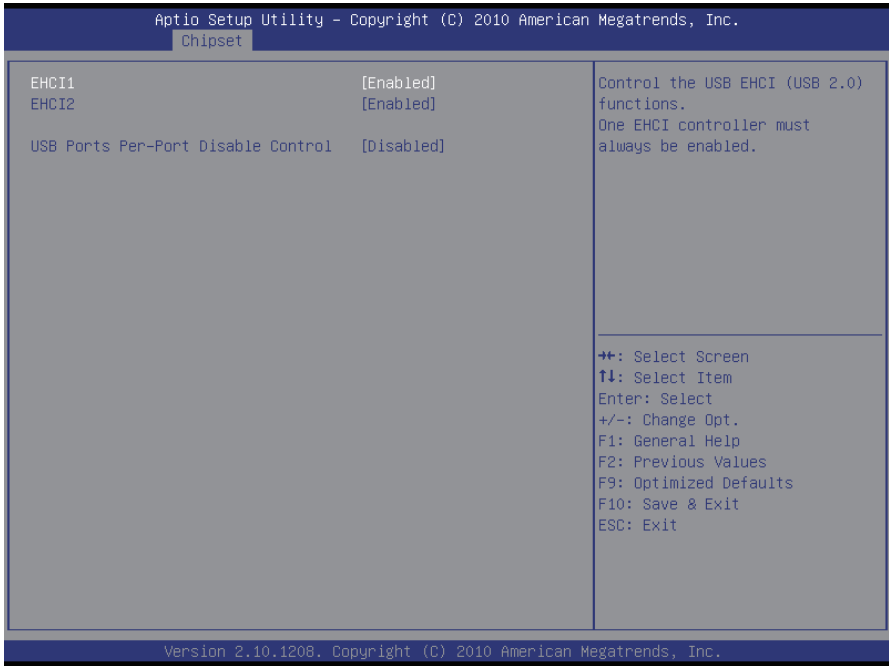 Aptio Setup Utility – Copyright (C) 2010 American Megatrends, Inc.
Chipset
EHCI1 [Enabled]
EHCI2 [Enabled]
USB Ports Per-Port Disable Control [Disabled]
Control the USB EHCI (USB 2.0)
functions.
One EHCI controller must
always be enabled.
→←: Select Screen
↑↓: Select Item
Enter: Select
+/-: Change Opt.
F1: General Help
F2: Previous Values
F9: Optimized Defaults
F10: Save & Exit
ESC: Exit
Version 2.10.1208. Copyright (C) 2010 American Megatrends, Inc.